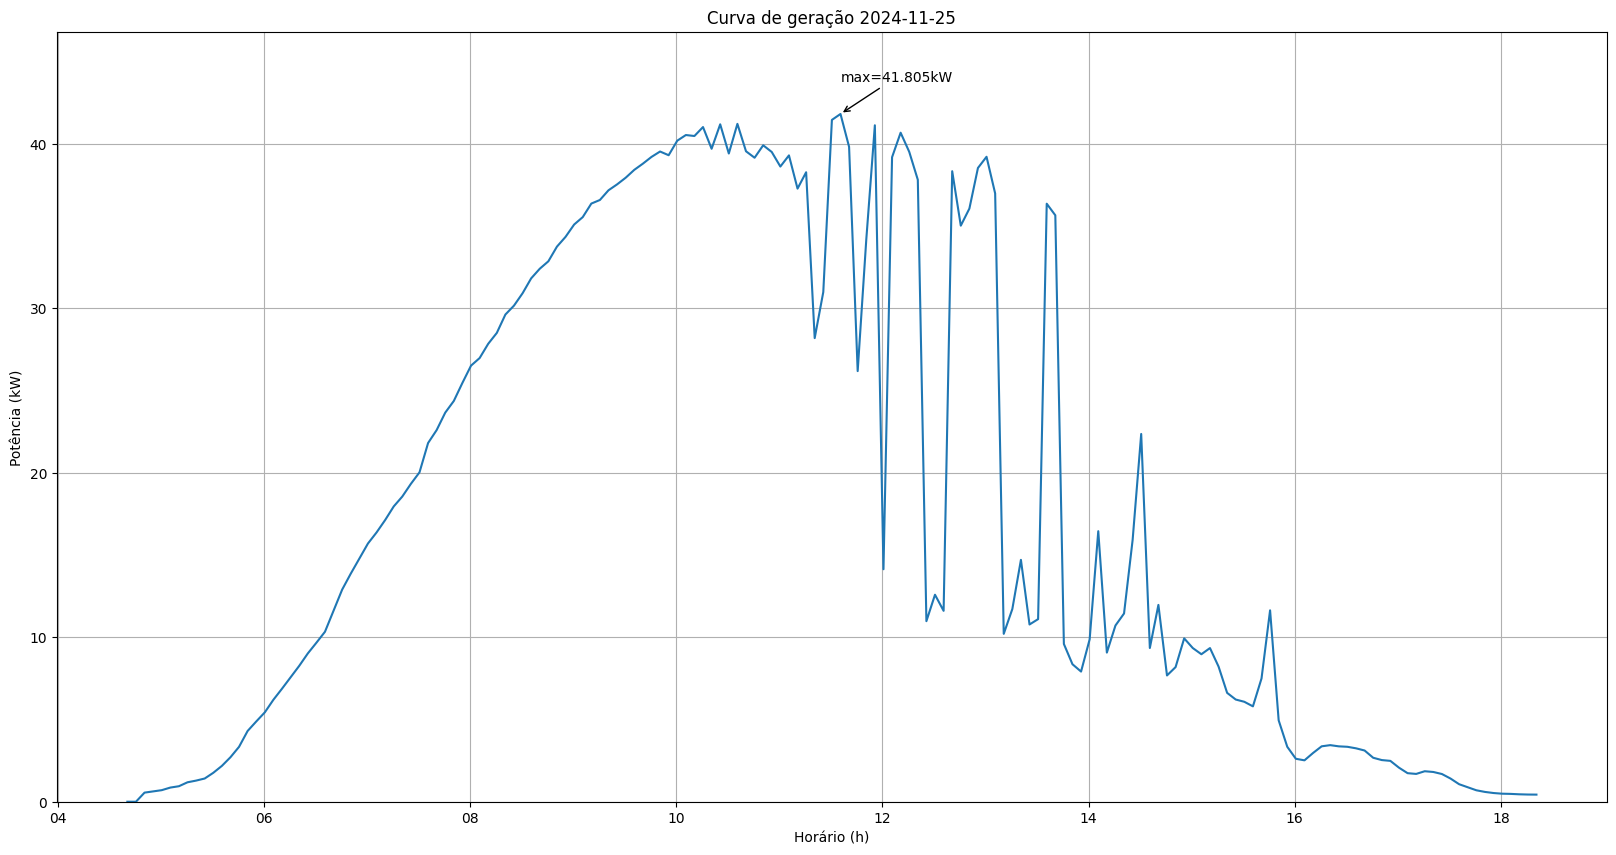 Curva de geração 2024-11-25
max=41.805kW
Potência (kW)
40
30
20
10
0
04 06 08 10 12 14 16 18
Horário (h)